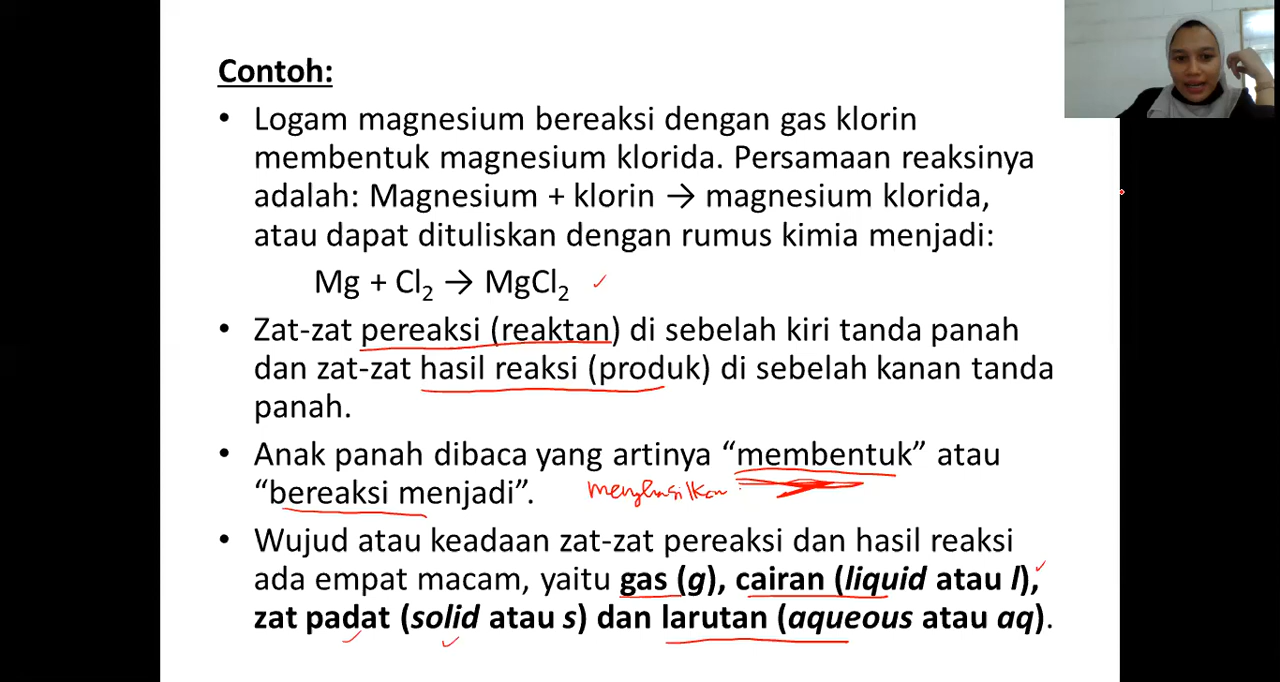 Contoh:
• Logam magnesium bereaksi dengan gas klorin
membentuk magnesium klorida. Persamaan reaksinya
adalah: Magnesium + klorin → magnesium klorida,
atau dapat dituliskan dengan rumus kimia menjadi:
Mg + Cl₂ → MgCl₂
• Zat-zat pereaksi (reaktan) di sebelah kiri tanda panah
dan zat-zat hasil reaksi (produk) di sebelah kanan tanda
panah.
• Anak panah dibaca yang artinya “membentuk” atau
“bereaksi menjadi”.
menghasilkan
• Wujud atau keadaan zat-zat pereaksi dan hasil reaksi
ada empat macam, yaitu gas (g), cairan (liquid atau l),
zat padat (solid atau s) dan larutan (aqueous atau aq).